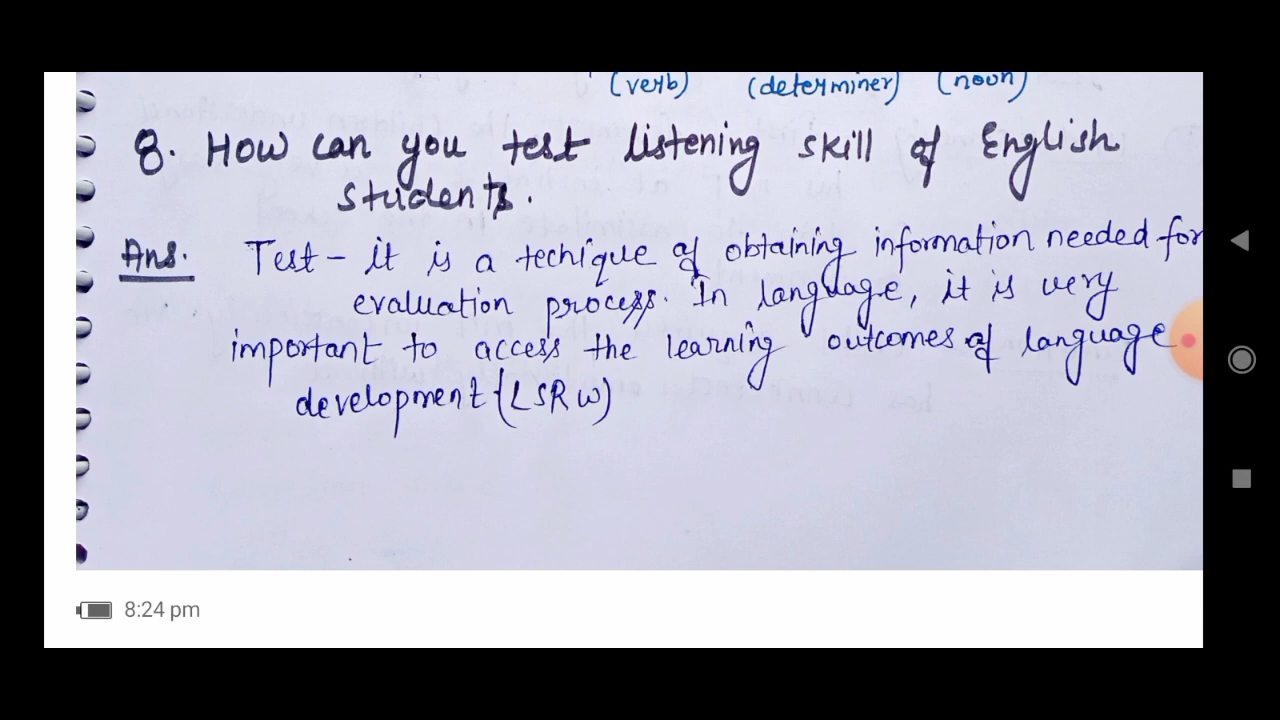 (verb) (determiner) (noun)
8. How can you test listening skill of English
students.
Ans. Test - it is a techique of obtaining information needed for
evaluation process. In language, it is very
important to access the learning outcomes of language
development (LSRW)
8:24 pm